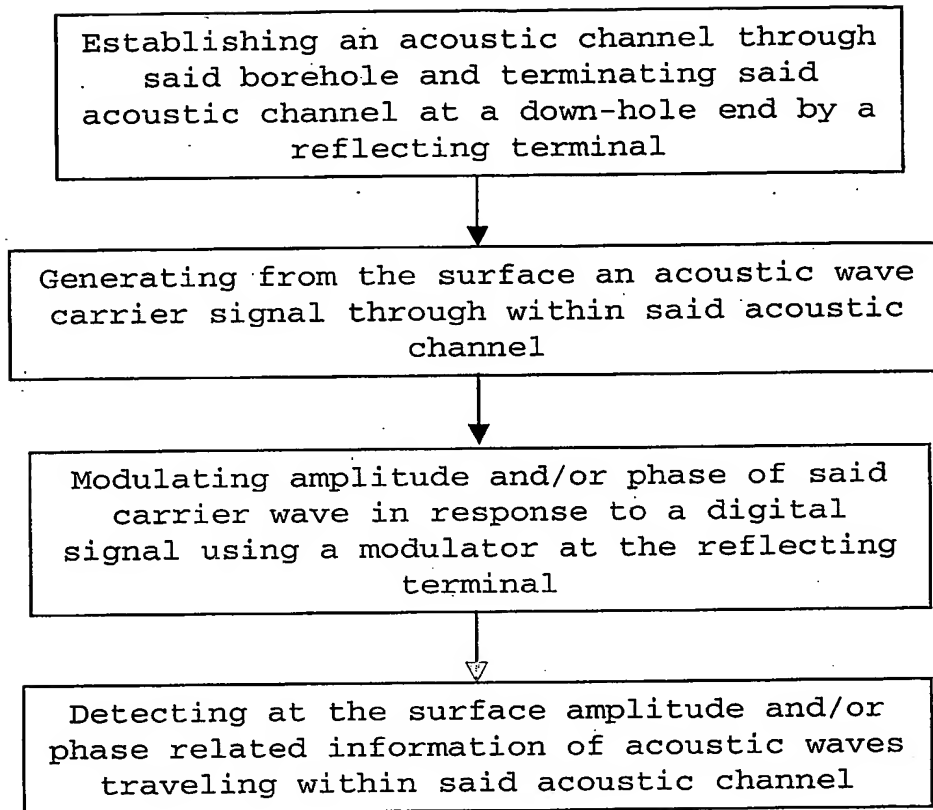 Establishing an acoustic channel through
said borehole and terminating said
acoustic channel at a down-hole end by a
reflecting terminal
Generating from the surface an acoustic wave
carrier signal through within said acoustic
channel
Modulating amplitude and/or phase of said
carrier wave in response to a digital
signal using a modulator at the reflecting
terminal
Detecting at the surface amplitude and/or
phase related information of acoustic waves
traveling within said acoustic channel